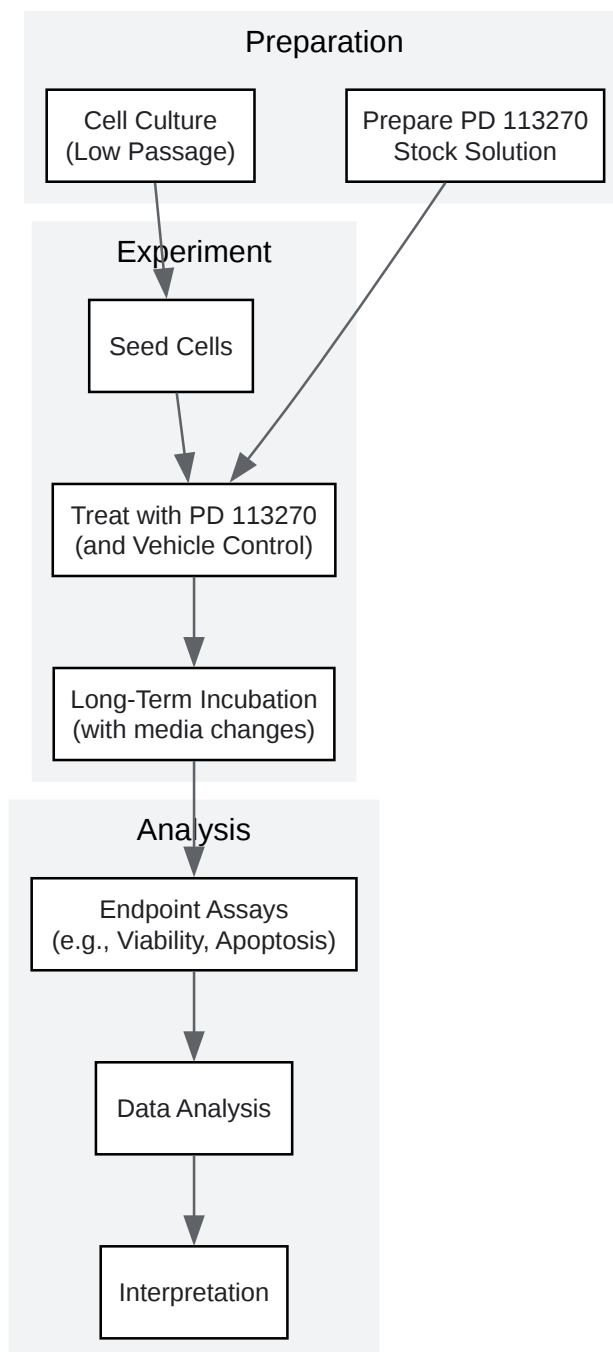 Preparation
Cell Culture
(Low Passage)
Prepare PD 113270
Stock Solution
Experiment
Seed Cells
Treat with PD 113270
(and Vehicle Control)
Long-Term Incubation
(with media changes)
Analysis
Endpoint Assays
(e.g., Viability, Apoptosis)
Data Analysis
Interpretation